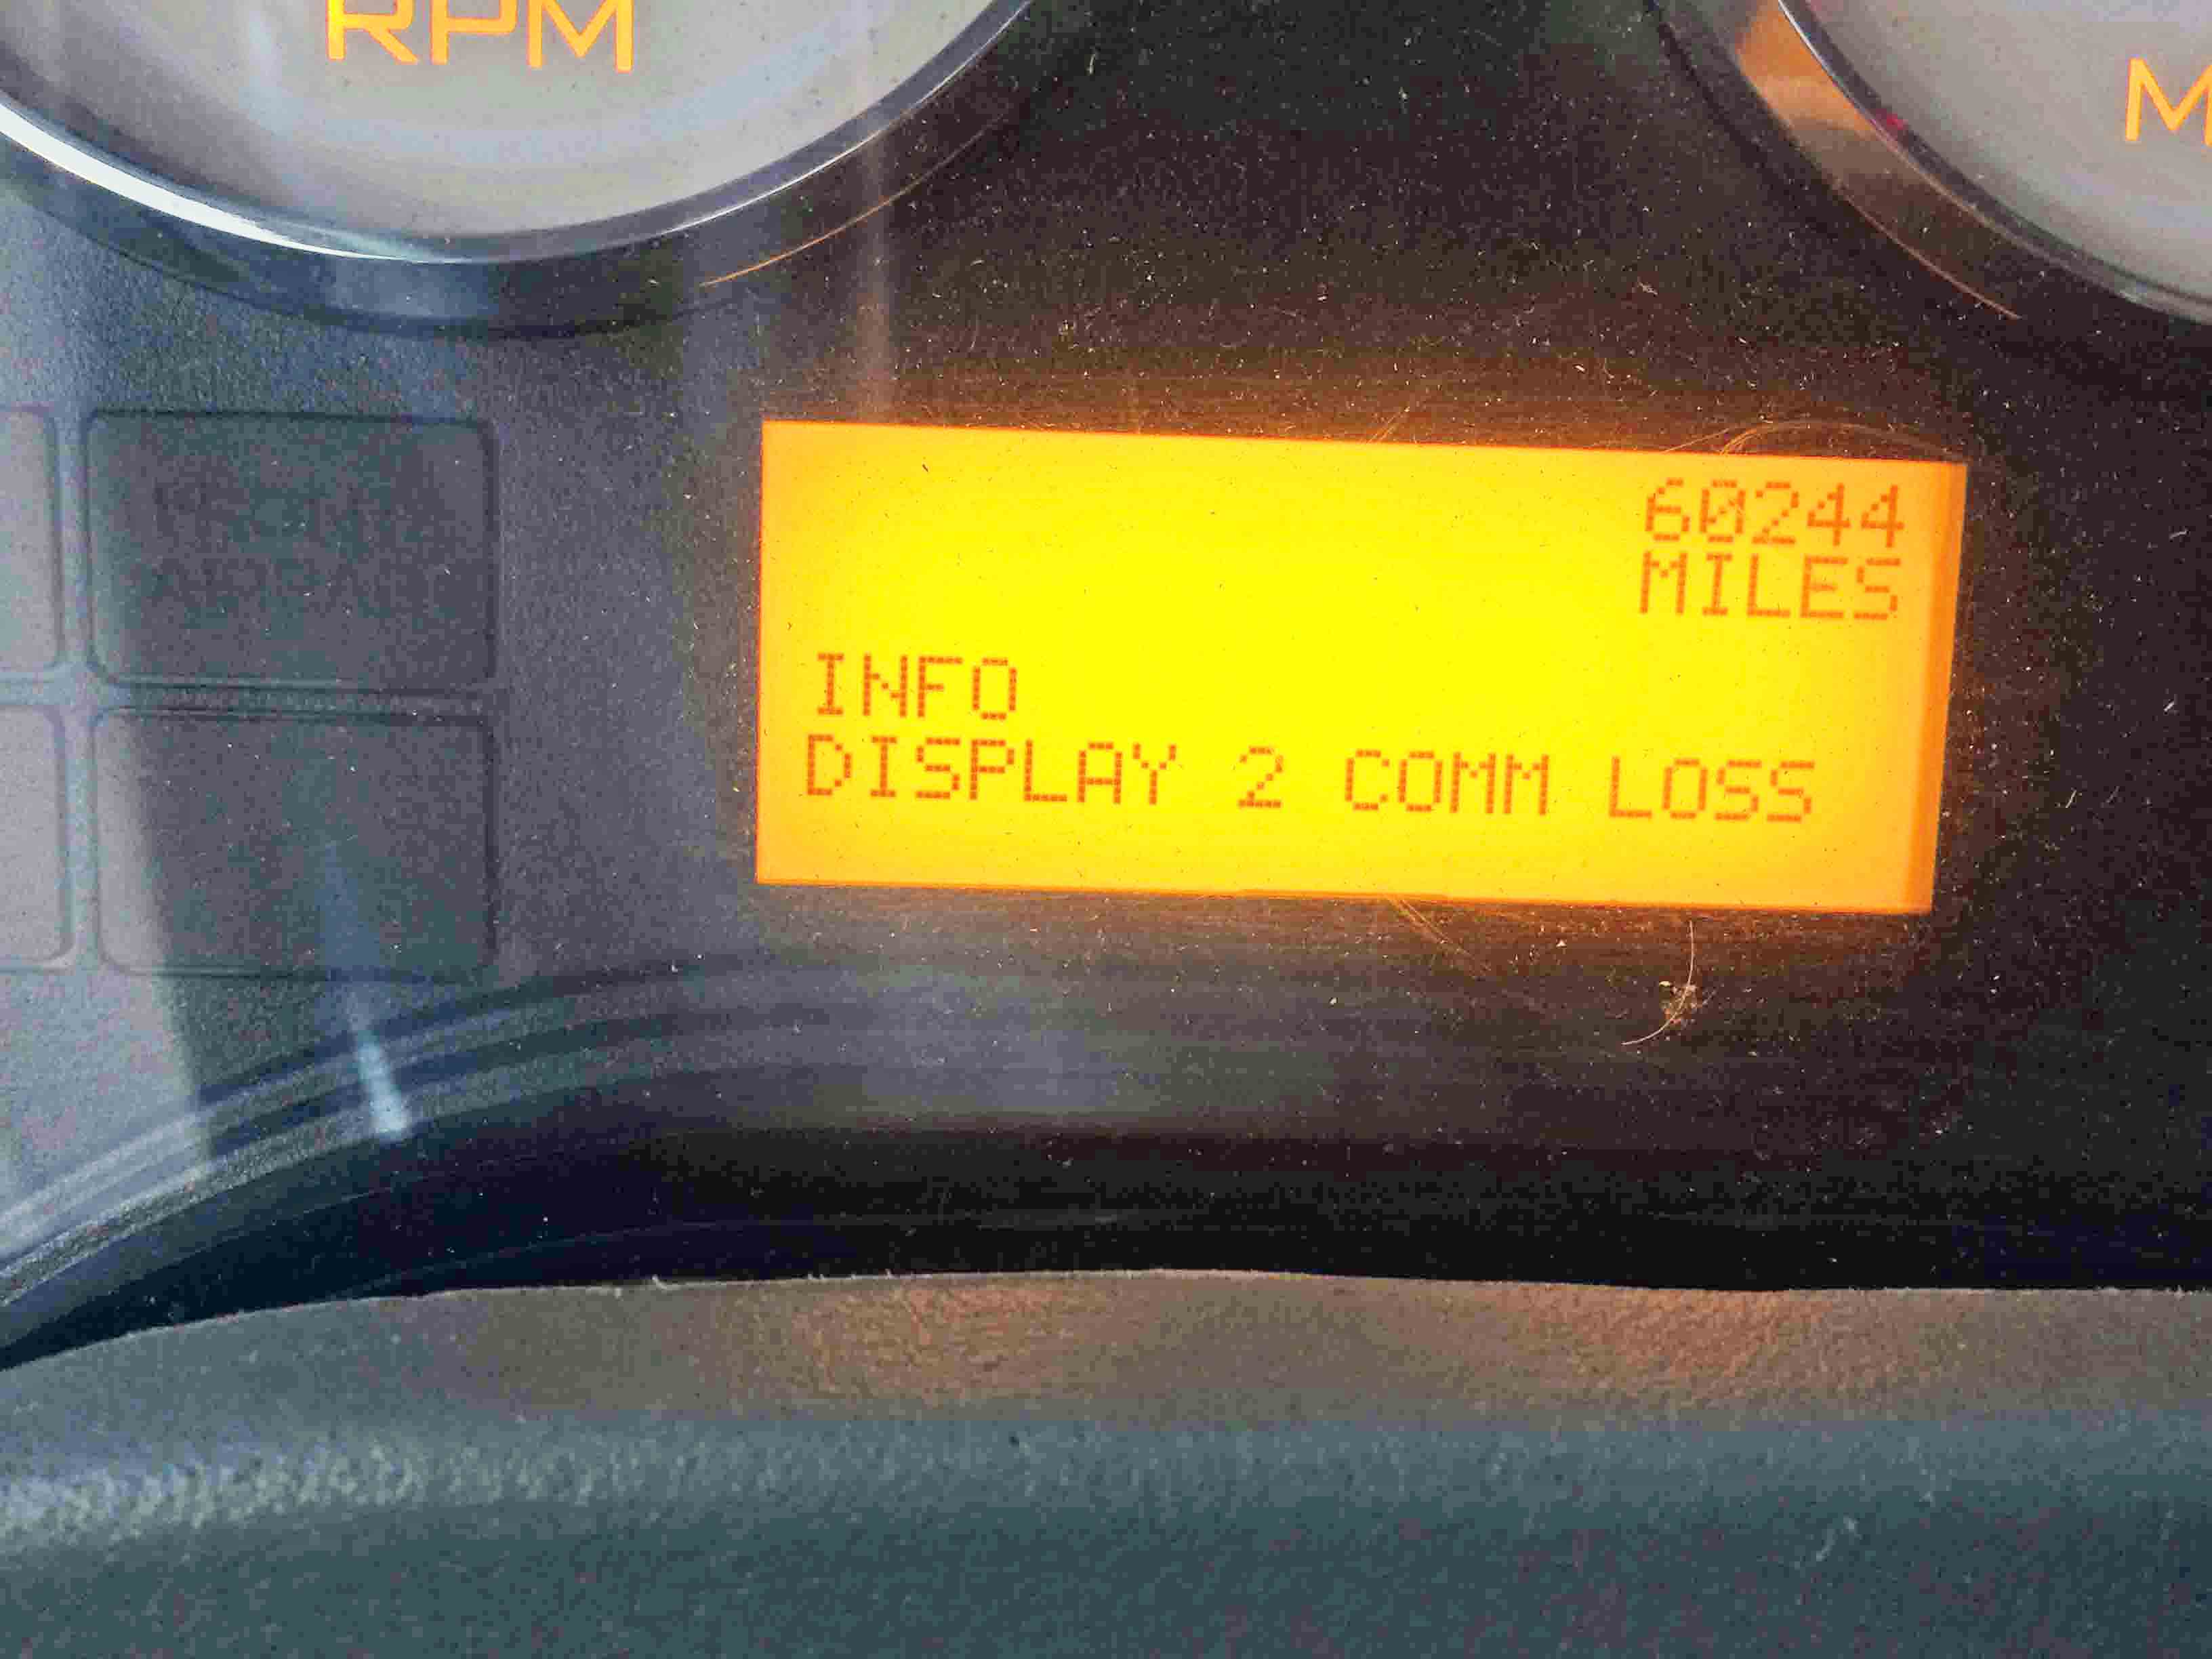 RPM
60244
MILES
INFO
DISPLAY 2 COMM LOSS